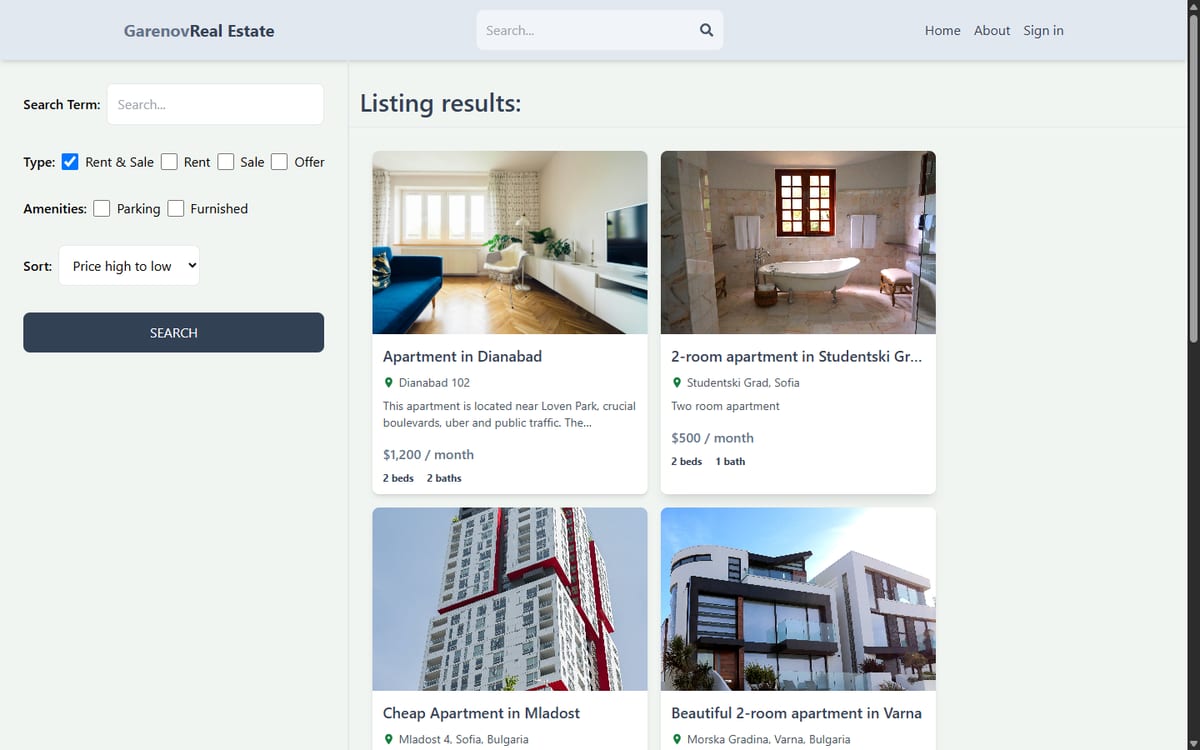 GarenovReal Estate
Search...
Home About Sign in
Search Term: Search...
Type: Rent & Sale Rent Sale Offer
Amenities: Parking Furnished
Sort: Price high to low
SEARCH
Listing results:
Apartment in Dianabad
Dianabad 102
This apartment is located near Loven Park, crucial
boulevards, uber and public traffic. The...
$1,200 / month
2 beds 2 baths
2-room apartment in Studentski Gr...
Studentski Grad, Sofia
Two room apartment
$500 / month
2 beds 1 bath
Cheap Apartment in Mladost
Mladost 4, Sofia, Bulgaria
Beautiful 2-room apartment in Varna
Morska Gradina, Varna, Bulgaria